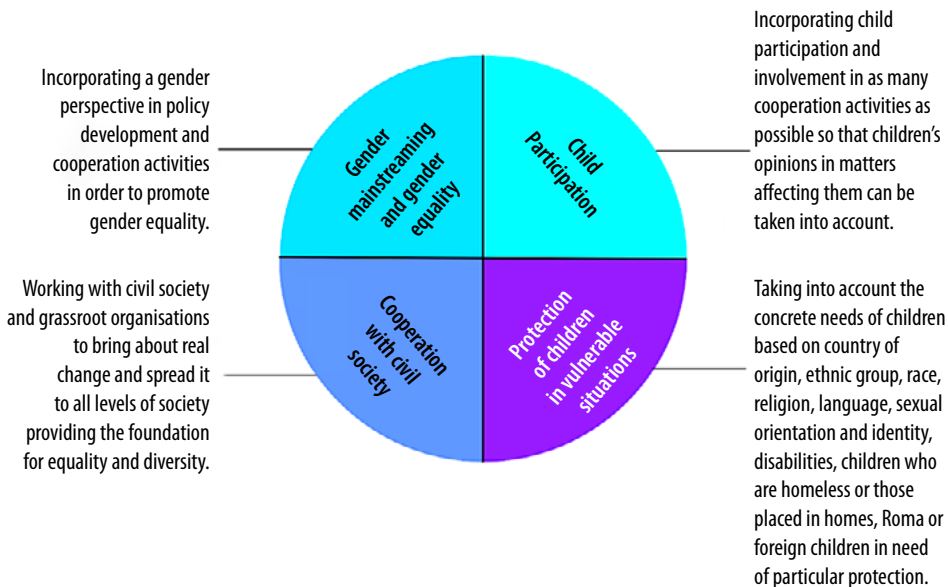 Incorporating a gender
perspective in policy
development and
cooperation activities
in order to promote
gender equality.
Gender
mainstreaming
and gender
equality
Child
Participation
Incorporating child
participation and
involvement in as many
cooperation activities as
possible so that children’s
opinions in matters
affecting them can be
taken into account.
Working with civil society
and grassroot organisations
to bring about real
change and spread it
to all levels of society
providing the foundation
for equality and diversity.
Cooperation
with civil
society
Protection
of children
in vulnerable
situations
Taking into account the
concrete needs of children
based on country of
origin, ethnic group, race,
religion, language, sexual
orientation and identity,
disabilities, children who
are homeless or those
placed in homes, Roma or
foreign children in need
of particular protection.